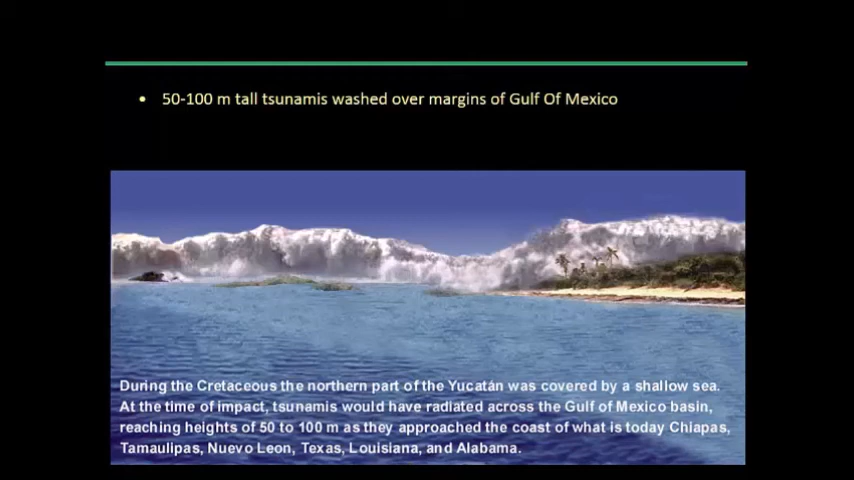 • 50-100 m tall tsunamis washed over margins of Gulf Of Mexico
During the Cretaceous the northern part of the Yucatán was covered by a shallow sea.
At the time of impact, tsunamis would have radiated across the Gulf of Mexico basin,
reaching heights of 50 to 100 m as they approached the coast of what is today Chiapas,
Tamaulipas, Nuevo Leon, Texas, Louisiana, and Alabama.